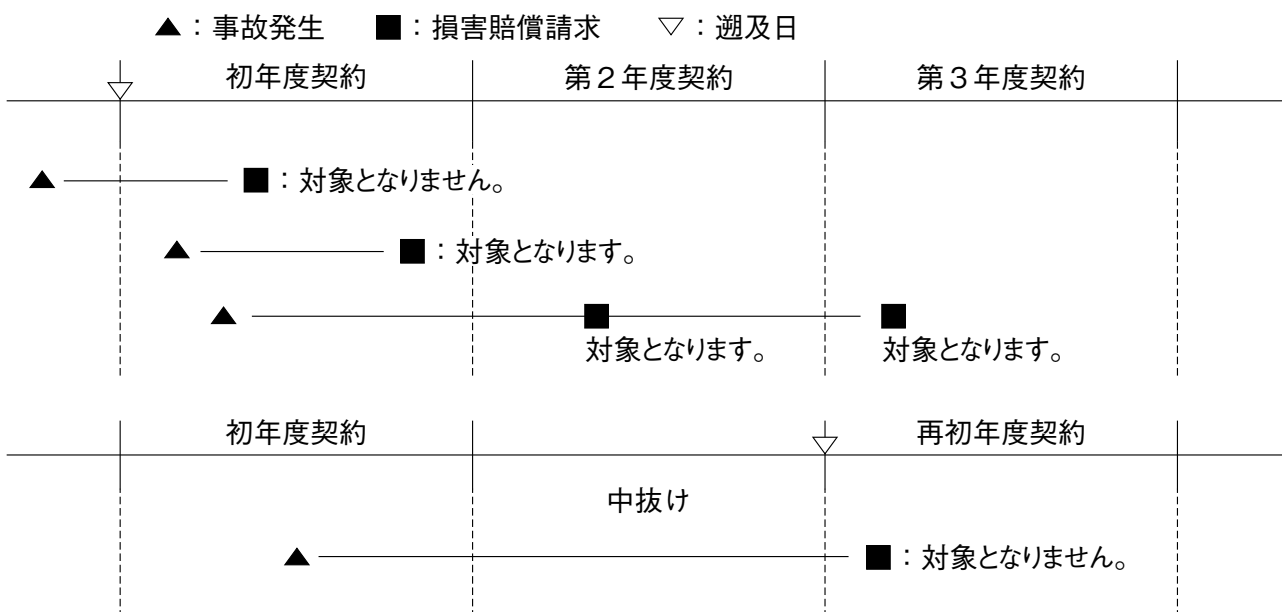 ▲：事故発生　■：損害賠償請求　▽：遡及日
初年度契約　第２年度契約　第３年度契約
：対象となりません。
：対象となります。
対象となります。　対象となります。
初年度契約　再初年度契約
中抜け
：対象となりません。